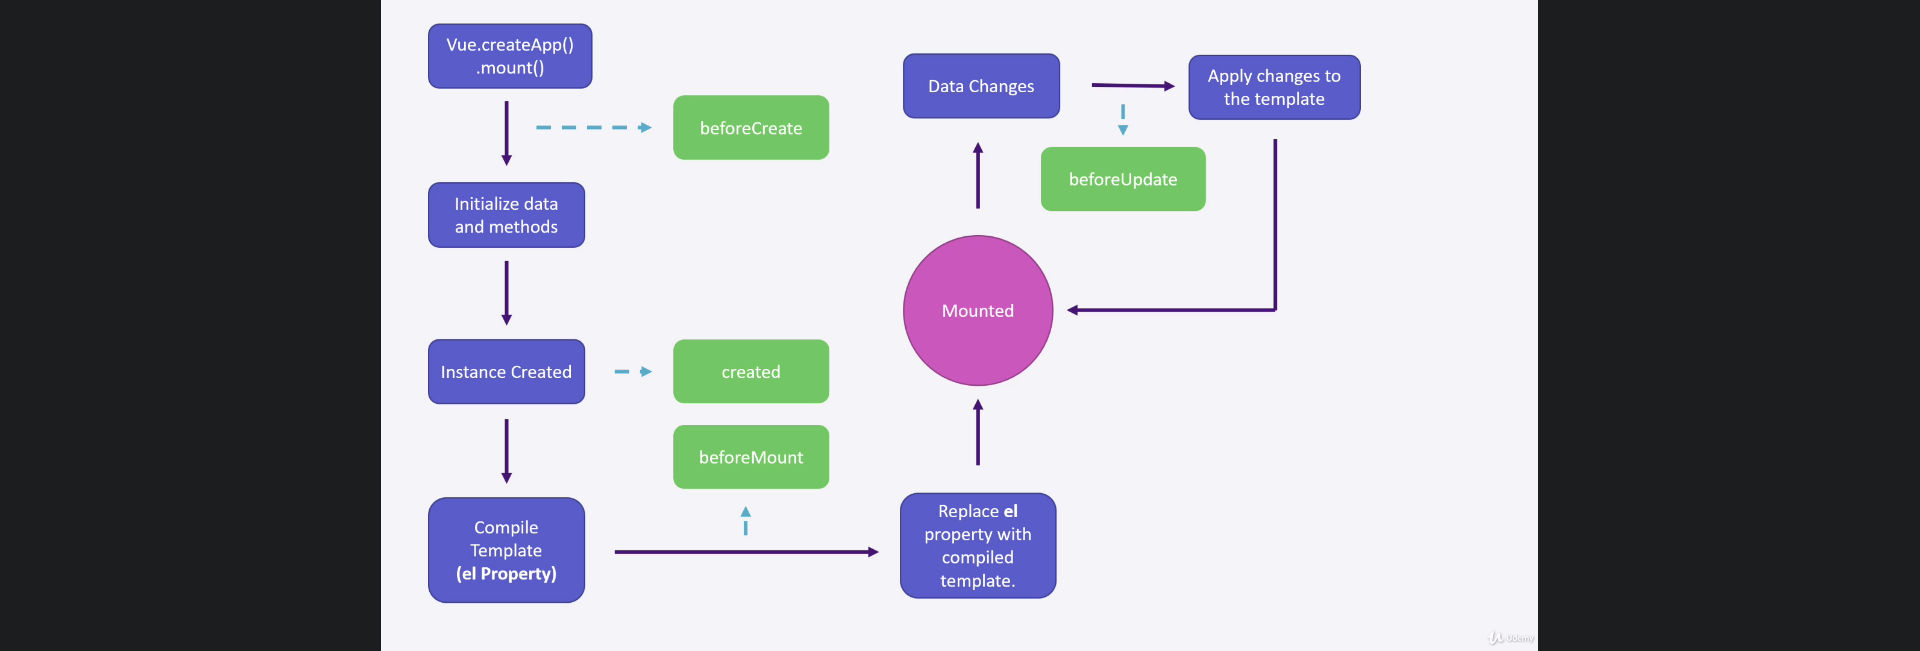 Vue.createApp()
.mount()
beforeCreate
Initialize data
and methods
Instance Created
created
beforeMount
Compile
Template
(el Property)
Replace el
property with
compiled
template.
Mounted
Data Changes
beforeUpdate
Apply changes to
the template
Udemy